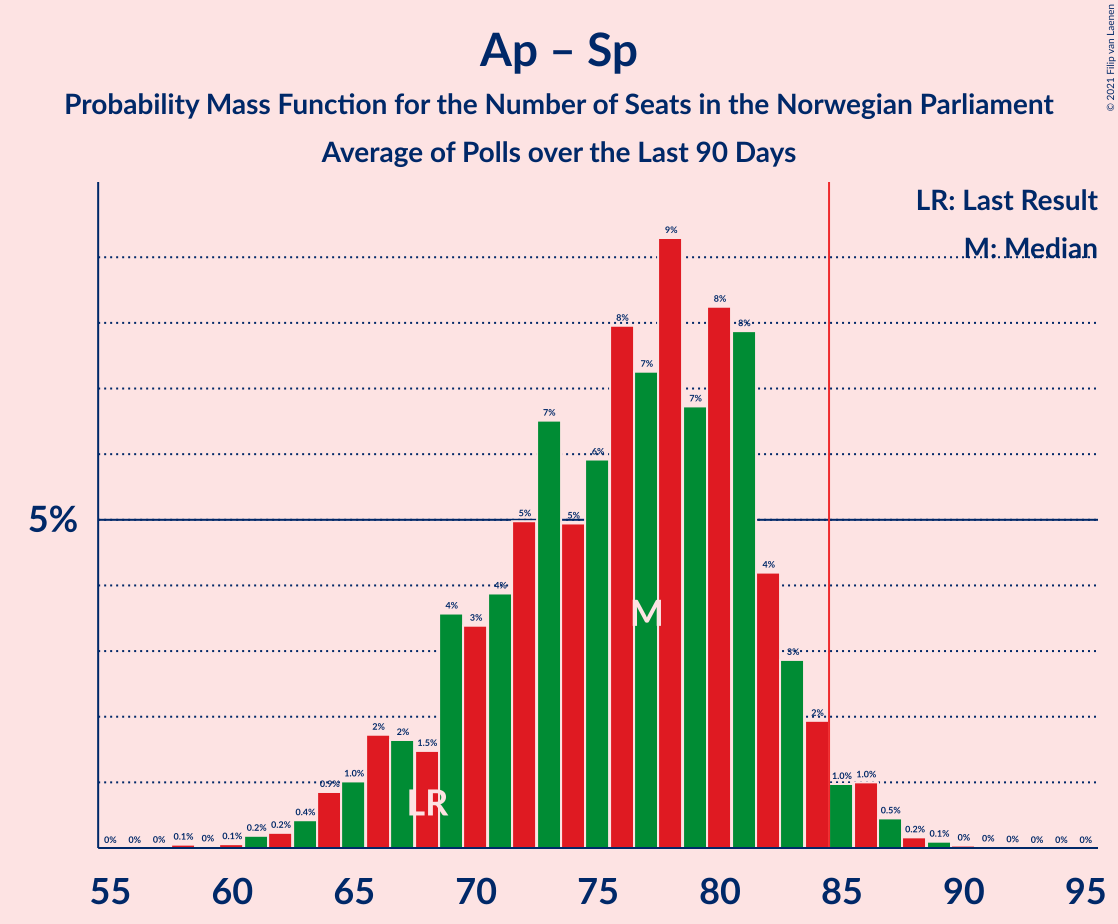 Ap – Sp
Probability Mass Function for the Number of Seats in the Norwegian Parliament
Average of Polls over the Last 90 Days
© 2021 Filip van Laenen
LR: Last Result
M: Median
5%
0% 0% 0% 0.1% 0% 0.1% 0.2% 0.2% 0.4% 0.9% 1.0% 2% 2% 1.5% 4% 3% 4% 5% 7% 5% 6% 8% 7% 9% 7% 8% 8% 4% 3% 2% 1.0% 1.0% 0.5% 0.2% 0.1% 0% 0% 0% 0% 0% 0%
M
LR
55 60 65 70 75 80 85 90 95